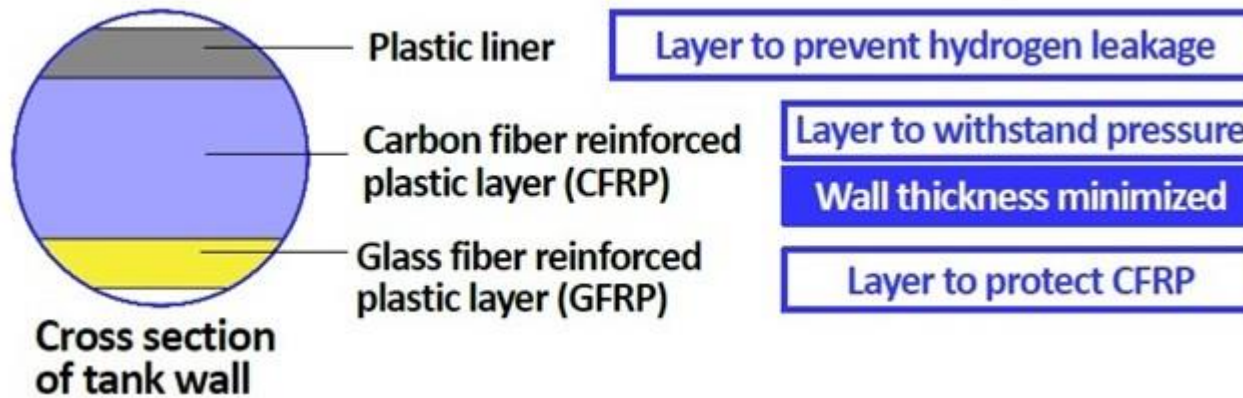 Plastic liner
Layer to prevent hydrogen leakage
Carbon fiber reinforced
plastic layer (CFRP)
Layer to withstand pressure
Wall thickness minimized
Glass fiber reinforced
plastic layer (GFRP)
Layer to protect CFRP
Cross section
of tank wall